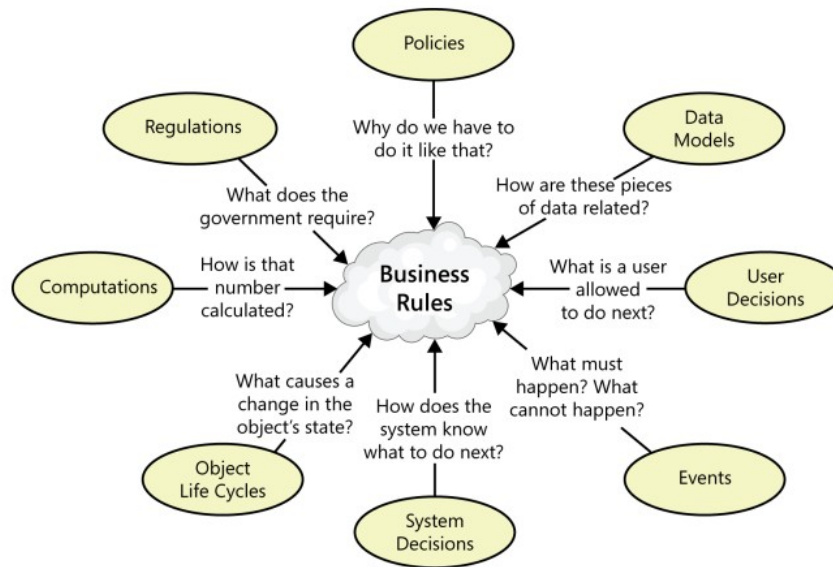 Policies
Why do we have to
do it like that?
Regulations
What does the
government require?
Data
Models
How are these pieces
of data related?
Computations
How is that
number
calculated?
Business
Rules
What is a user
allowed
to do next?
User
Decisions
What causes a
change in the
object's state?
Object
Life Cycles
How does the
system know
what to do next?
System
Decisions
What must
happen? What
cannot happen?
Events